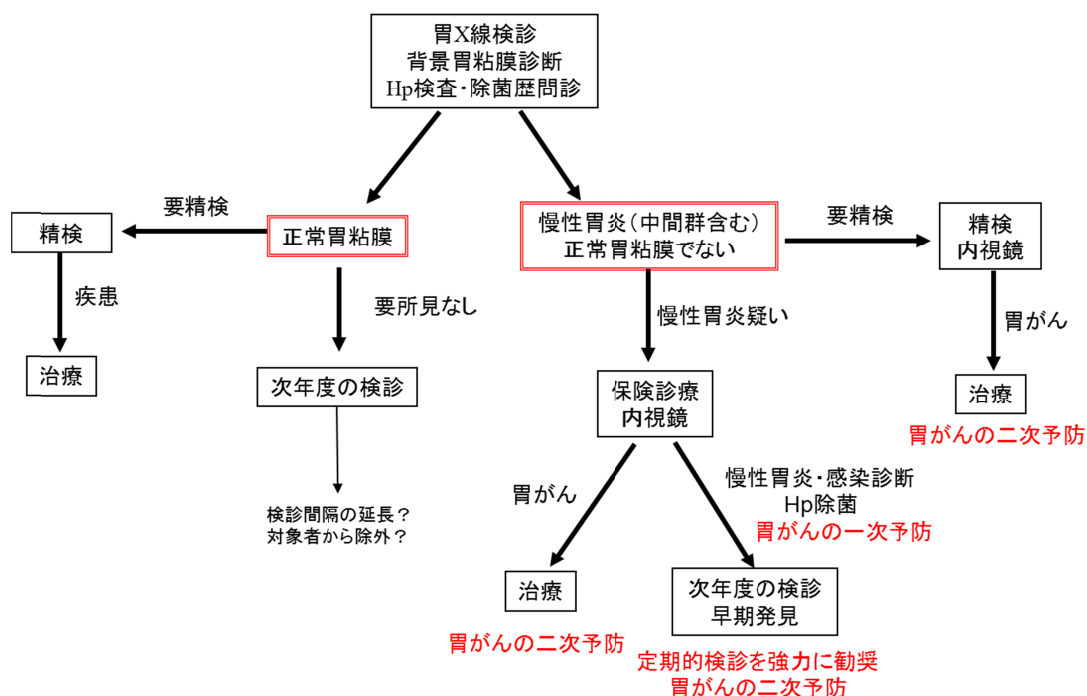 胃X線検診
背景胃粘膜診断
Hp検査・除菌歴問診
要精検
精検
正常胃粘膜
慢性胃炎(中間群含む)
正常胃粘膜でない
要精検
精検
内視鏡
疾患
要所見なし
慢性胃炎疑い
胃がん
治療
次年度の検診
保険診療
内視鏡
治療
胃がんの二次予防
検診間隔の延長？
対象者から除外？
胃がん
慢性胃炎・感染診断
Hp除菌
胃がんの一次予防
治療
胃がんの二次予防
次年度の検診
早期発見
定期的検診を強力に勧奨
胃がんの二次予防